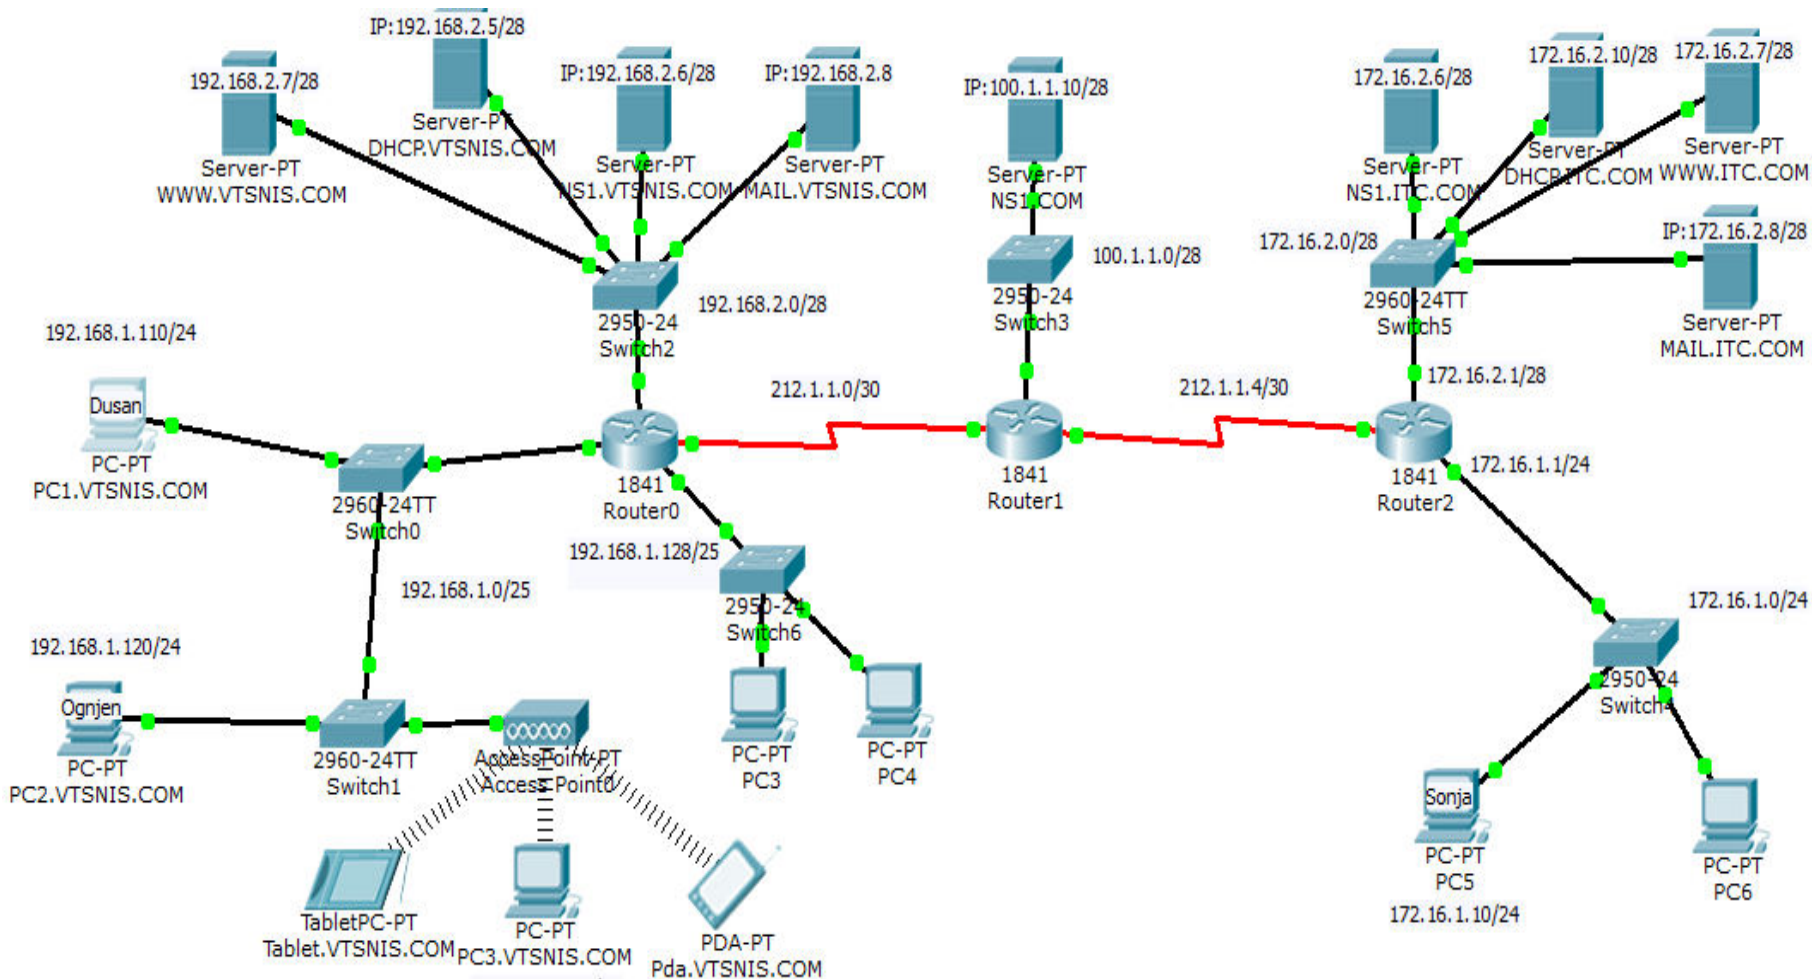 IP:192.168.2.5/28
192.168.2.7/28
IP:192.168.2.6/28
IP:192.168.2.8
IP:100.1.1.10/28
172.16.2.6/28
172.16.2.10/28
172.16.2.7/28
Server-PT
WWW.VTSNIS.COM
Server-PT
DHCP.VTSNIS.COM
Server-PT
NS1.VTSNIS.COM
Server-PT
MAIL.VTSNIS.COM
Server-PT
NS1.COM
Server-PT
NS1.ITC.COM
Server-PT
DHCP.ITC.COM
Server-PT
WWW.ITC.COM
IP:172.16.2.8/28
Server-PT
MAIL.ITC.COM
192.168.2.0/28
2950-24
Switch2
100.1.1.0/28
2950-24
Switch3
172.16.2.0/28
2960-24TT
Switch5
172.16.2.1/28
192.168.1.110/24
Dusan
PC-PT
PC1.VTSNIS.COM
2960-24TT
Switch0
212.1.1.0/30
1841
Router0
1841
Router1
212.1.1.4/30
1841
Router2
172.16.1.1/24
192.168.1.128/25
2950-24
Switch6
192.168.1.0/25
172.16.1.0/24
2950-24
Switch4
192.168.1.120/24
Ognjen
PC-PT
PC2.VTSNIS.COM
2960-24TT
Switch1
AccessPoint-PT
Access Point0
PC-PT
PC3
PC-PT
PC4
Sonja
PC-PT
PC5
172.16.1.10/24
PC-PT
PC6
TabletPC-PT
Tablet.VTSNIS.COM
PC-PT
PC3.VTSNIS.COM
PDA-PT
Pda.VTSNIS.COM